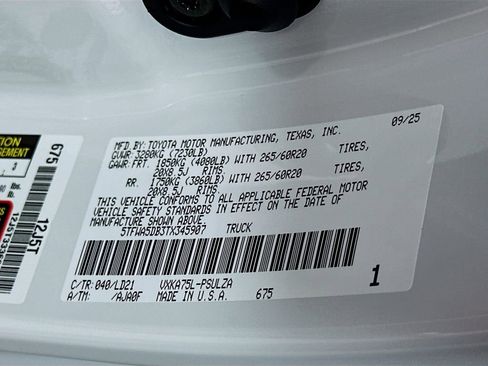 MFD. BY: TOYOTA MOTOR MANUFACTURING, TEXAS, INC. 09/25
GVWR: 3280KG (7230LB)
GAWR: FRT. 1850KG (4080LB) WITH 265/60R20 TIRES,
20X8.5J RIMS
RR. 1750KG (3860LB) WITH 265/60R20 TIRES,
20X8.5J RIMS
THIS VEHICLE CONFORMS TO ALL APPLICABLE FEDERAL MOTOR
VEHICLE SAFETY STANDARDS IN EFFECT ON THE DATE OF
MANUFACTURE SHOWN ABOVE.
5TFWA5DB3TX345907 TRUCK
C/TR: 040/LD21 VXKA75L-PSULZA
A/TM: /AJA0F MADE IN U.S.A. 675
1
675
12J5T